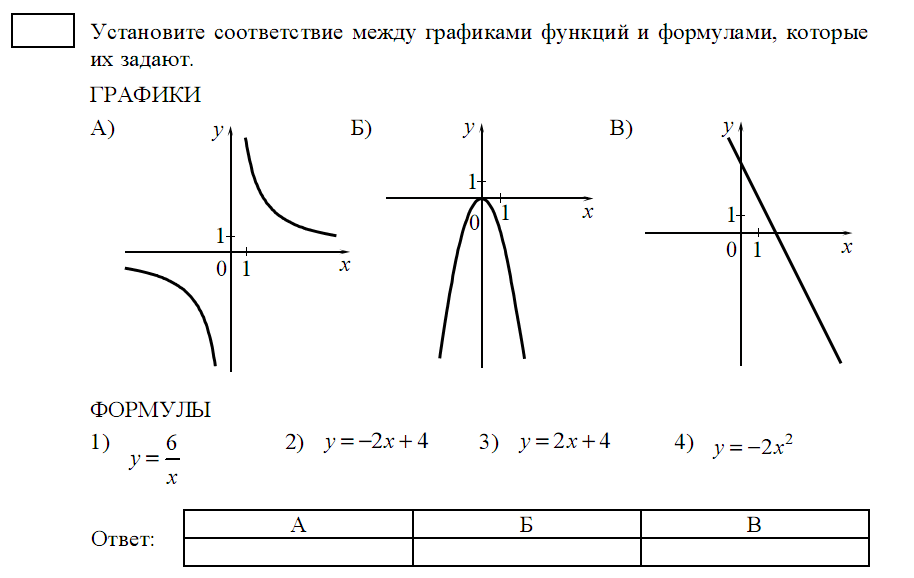 Установите соответствие между графиками функций и формулами, которые
их задают.
ГРАФИКИ
А) y 1 0 1 x
Б) y 1 0 1 x
В) y 1 0 1 x
ФОРМУЛЫ
1) y = 6/x 2) y = −2x + 4 3) y = 2x + 4 4) y = −2x²
Ответ: А Б В